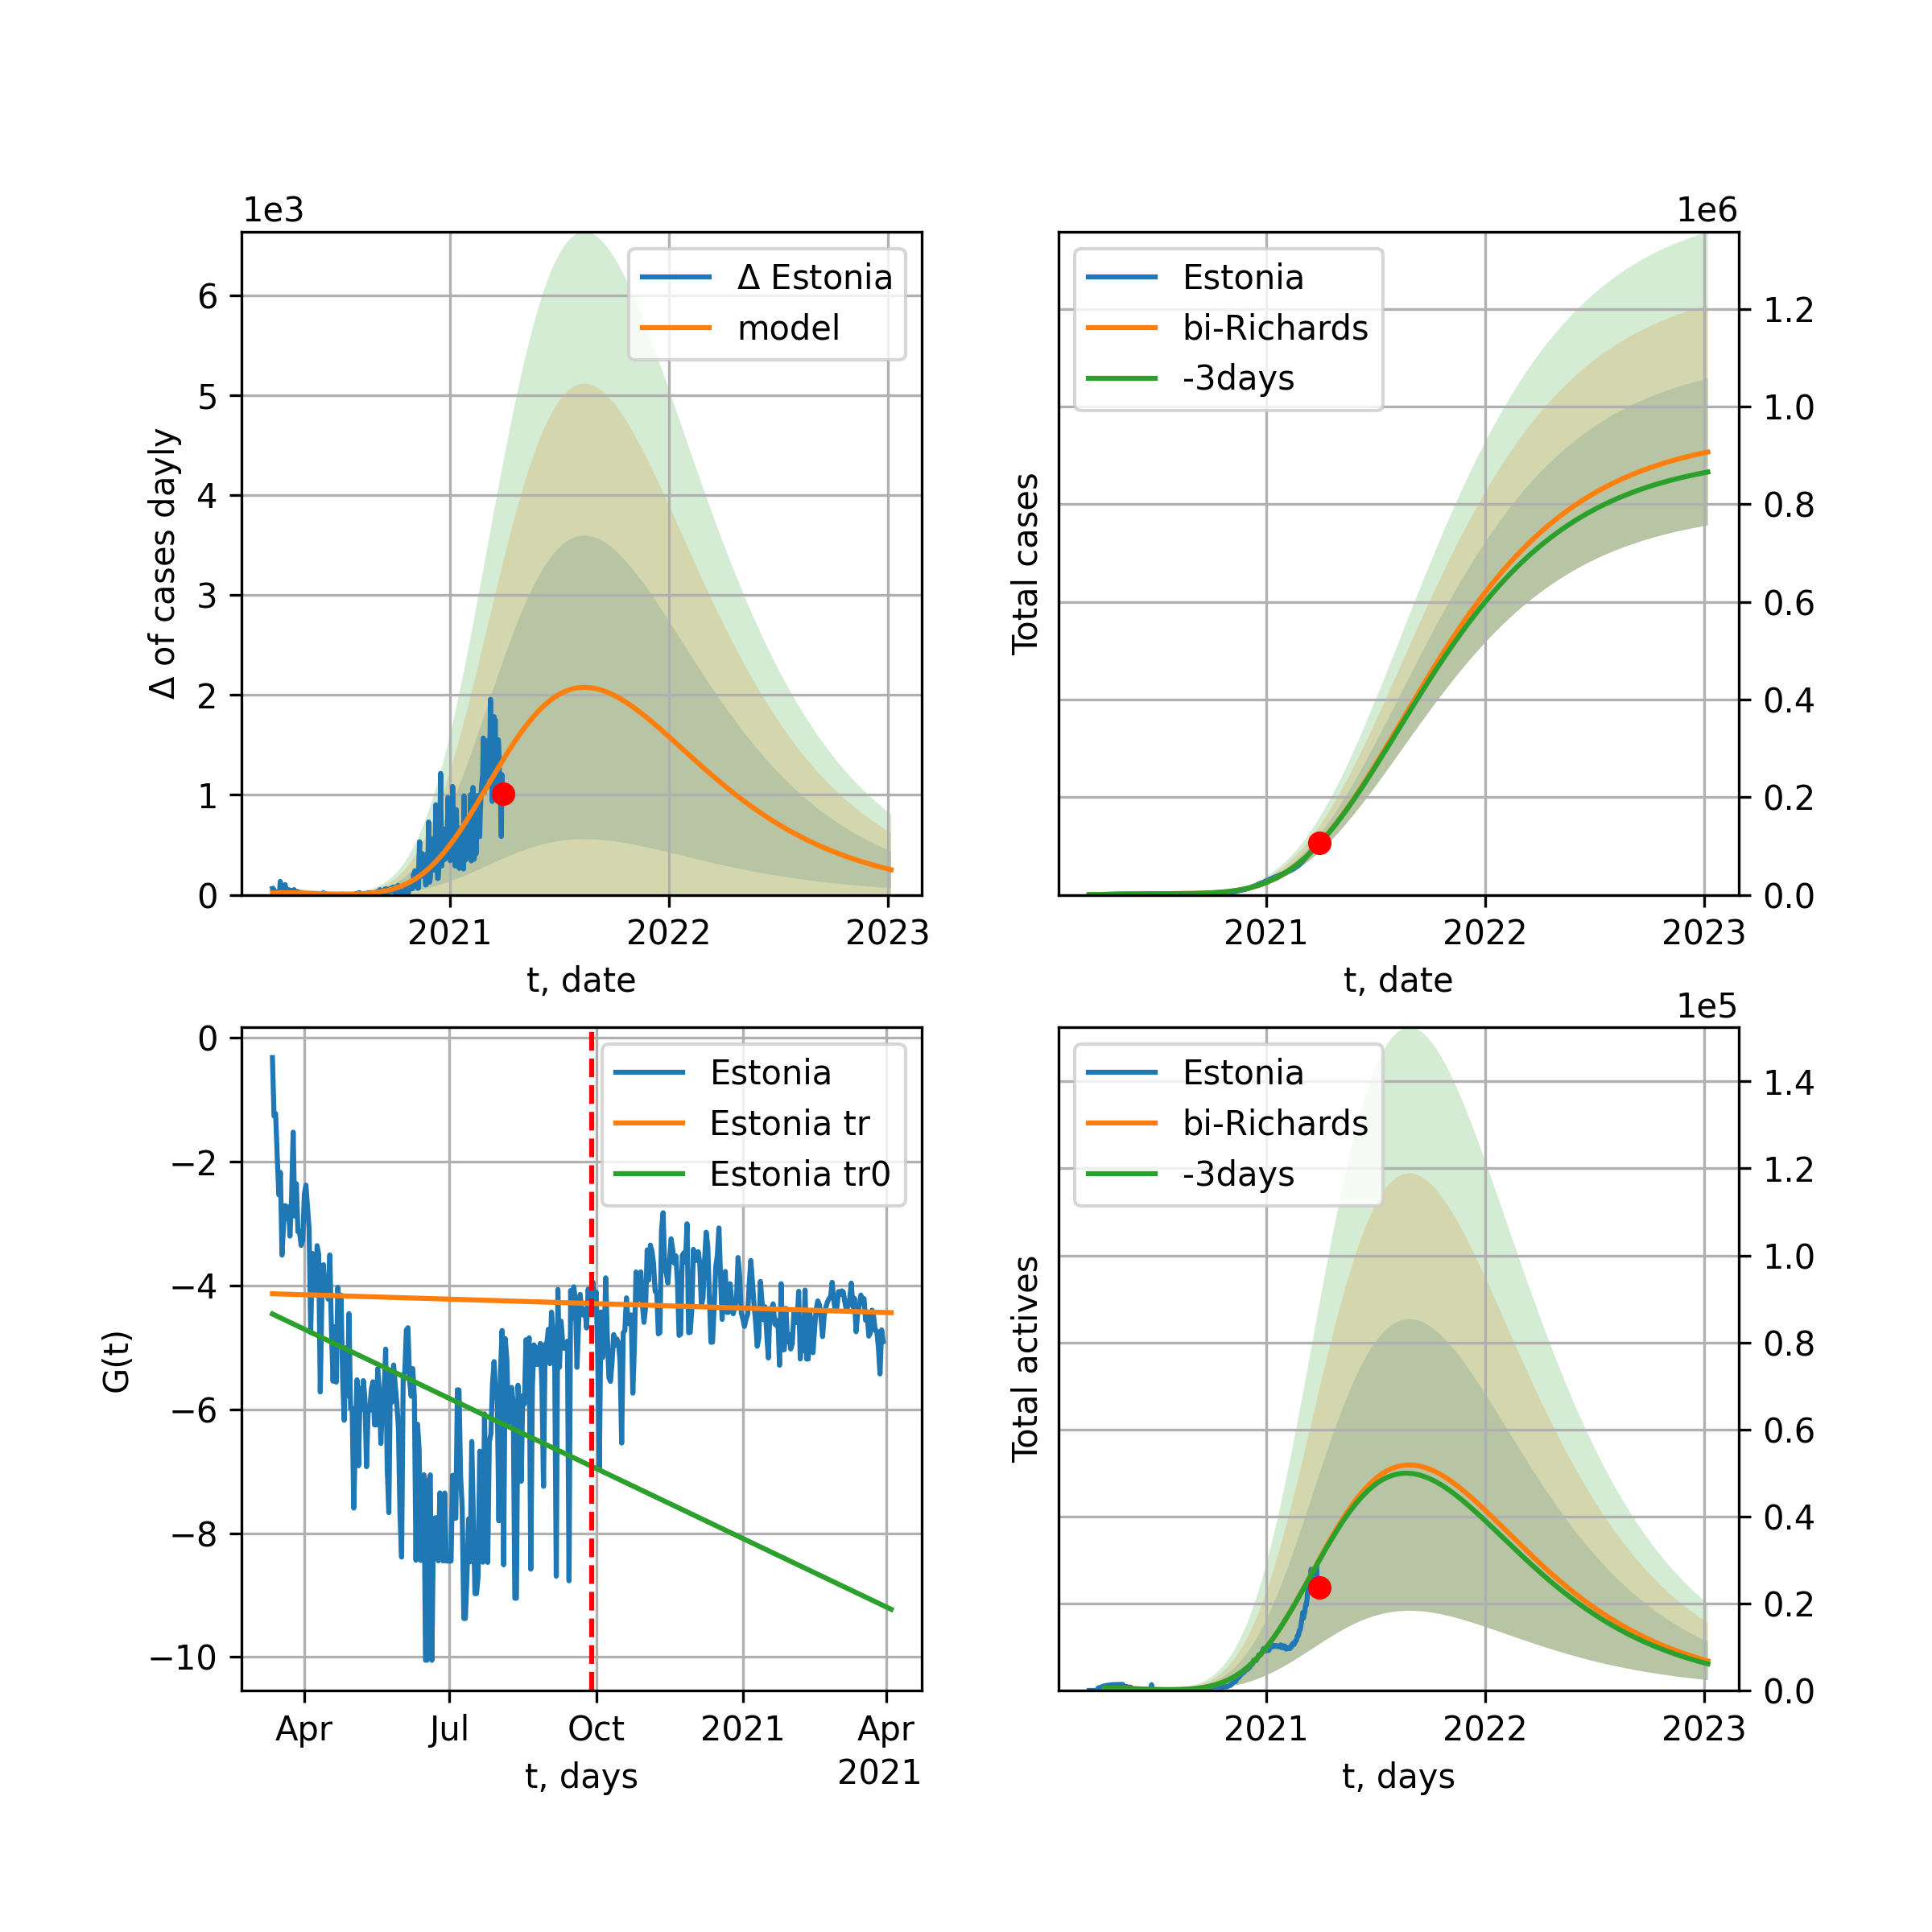 1e3
Δ of cases dayly
6
5
4
3
2
1
0
Δ Estonia
model
2021 2022 2023
t, date
1e6
Total cases
Estonia
bi-Richards
-3days
1.2
1.0
0.8
0.6
0.4
0.2
0.0
2021 2022 2023
t, date
G(t)
0
−2
−4
−6
−8
−10
Estonia
Estonia tr
Estonia tr0
Apr Jul Oct 2021 Apr
2021
t, days
1e5
Total actives
Estonia
bi-Richards
-3days
1.4
1.2
1.0
0.8
0.6
0.4
0.2
0.0
2021 2022 2023
t, days